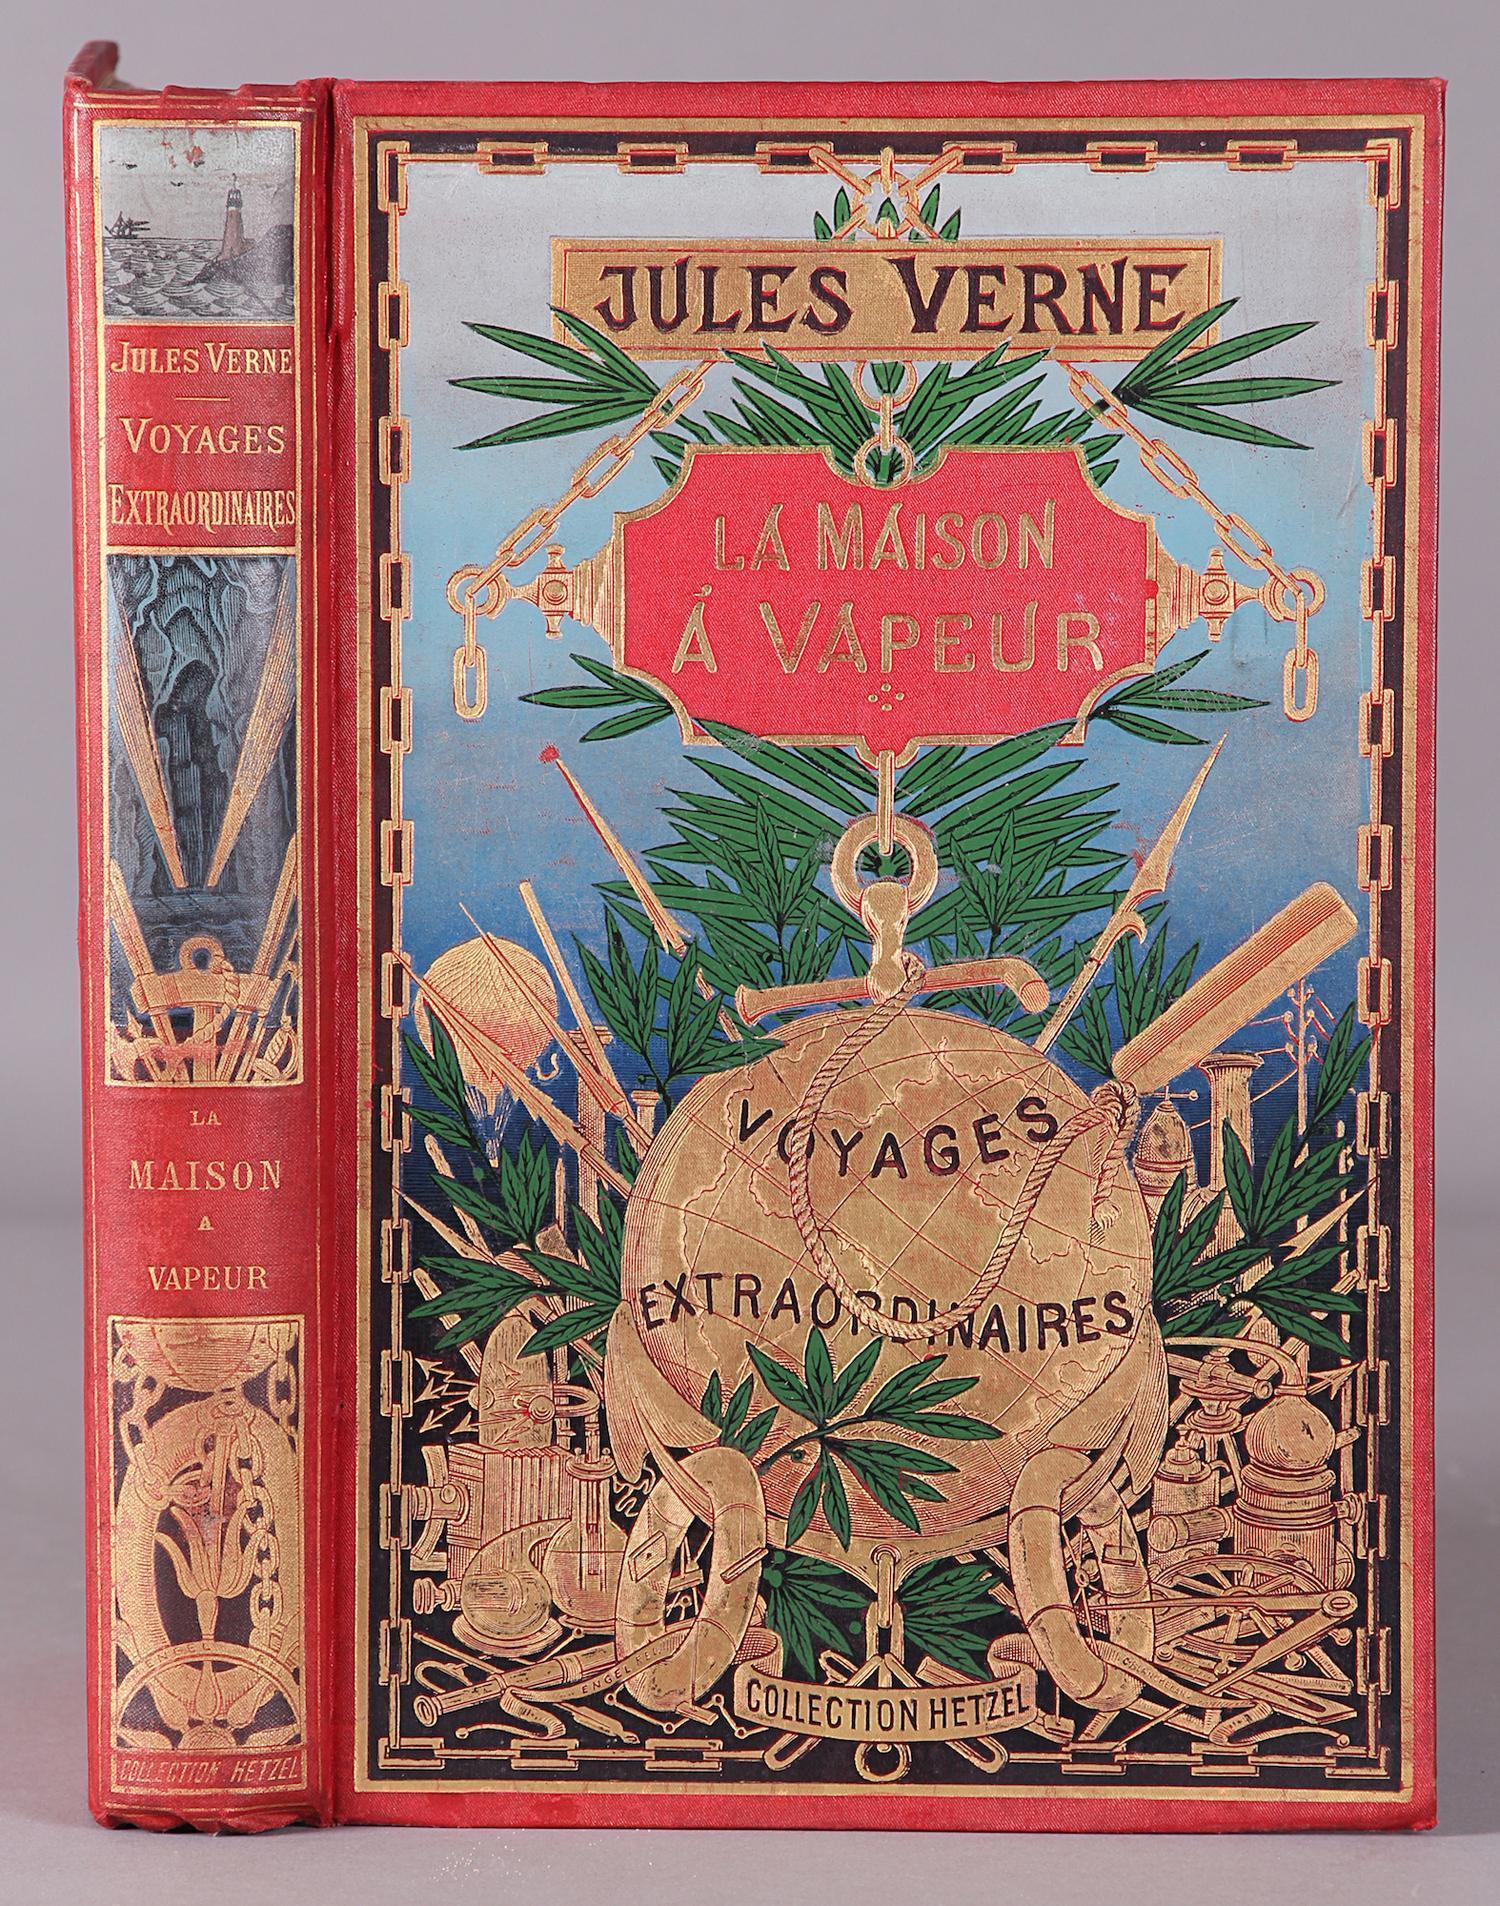 JULES VERNE
VOYAGES
EXTRAORDINAIRES
LA
MAISON
A
VAPEUR
COLLECTION HETZEL
JULES VERNE
LA MAISON
À VAPEUR
VOYAGES
EXTRAORDINAIRES
COLLECTION HETZEL